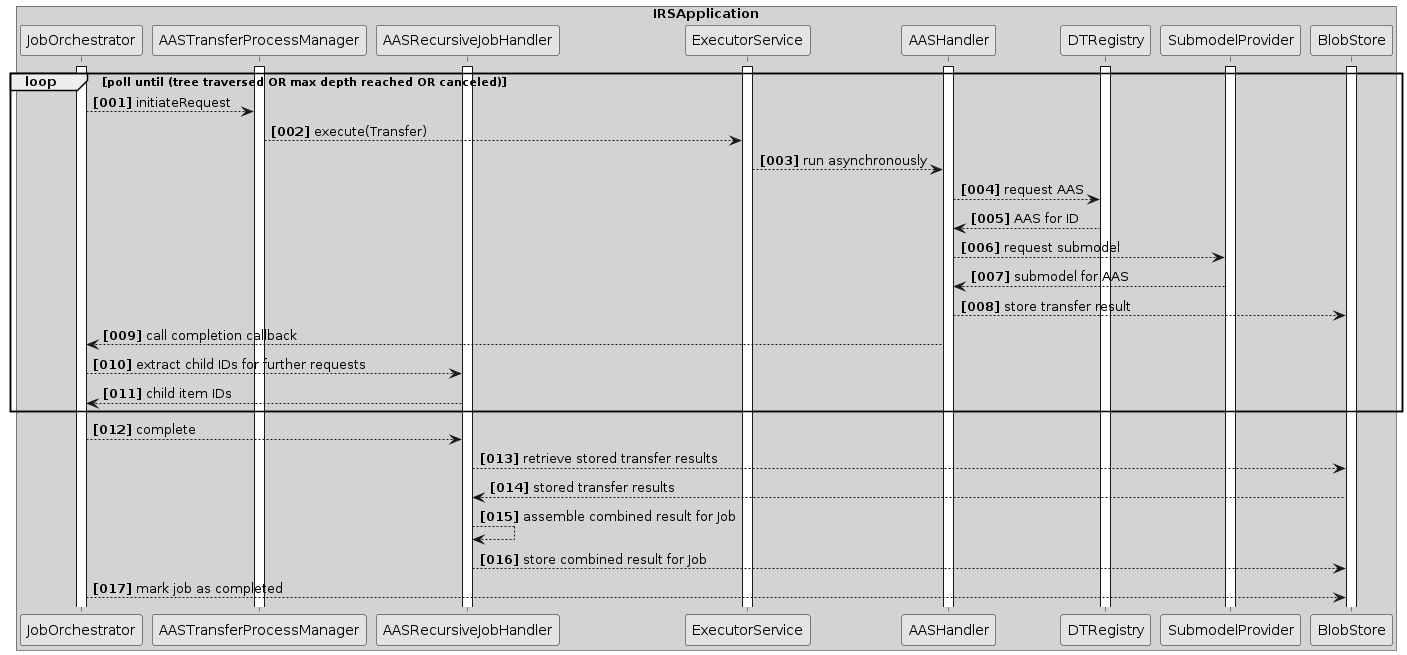 IRSApplication
JobOrchestrator AASTransferProcessManager AASRecursiveJobHandler ExecutorService AASHandler DTRegistry SubmodelProvider BlobStore
loop [poll until (tree traversed OR max depth reached OR canceled)]
[001] initiateRequest
[002] execute(Transfer)
[003] run asynchronously
[004] request AAS
[005] AAS for ID
[006] request submodel
[007] submodel for AAS
[008] store transfer result
[009] call completion callback
[010] extract child IDs for further requests
[011] child item IDs
[012] complete
[013] retrieve stored transfer results
[014] stored transfer results
[015] assemble combined result for Job
[016] store combined result for Job
[017] mark job as completed
JobOrchestrator AASTransferProcessManager AASRecursiveJobHandler ExecutorService AASHandler DTRegistry SubmodelProvider BlobStore